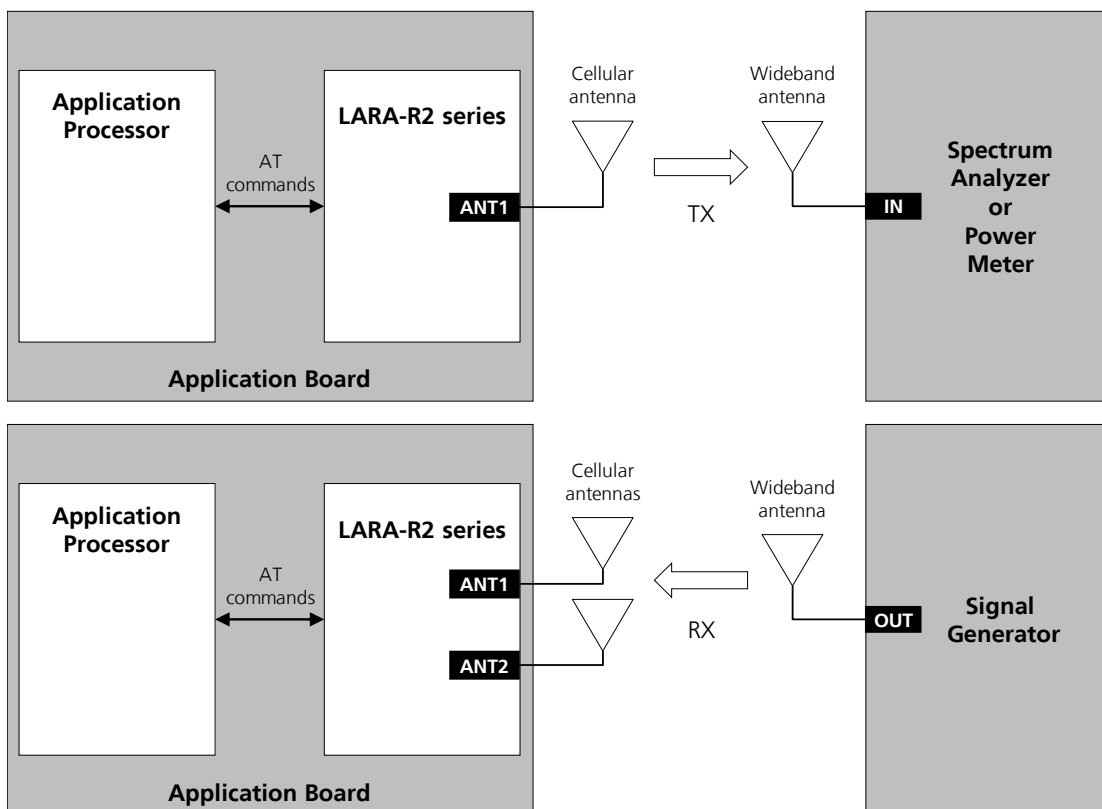 Application
Processor
AT
commands
LARA-R2 series
ANT1
Application Board
Cellular
antenna
TX
Wideband
antenna
IN
Spectrum
Analyzer
or
Power
Meter
Application
Processor
AT
commands
LARA-R2 series
ANT1
ANT2
Application Board
Cellular
antennas
RX
Wideband
antenna
OUT
Signal
Generator